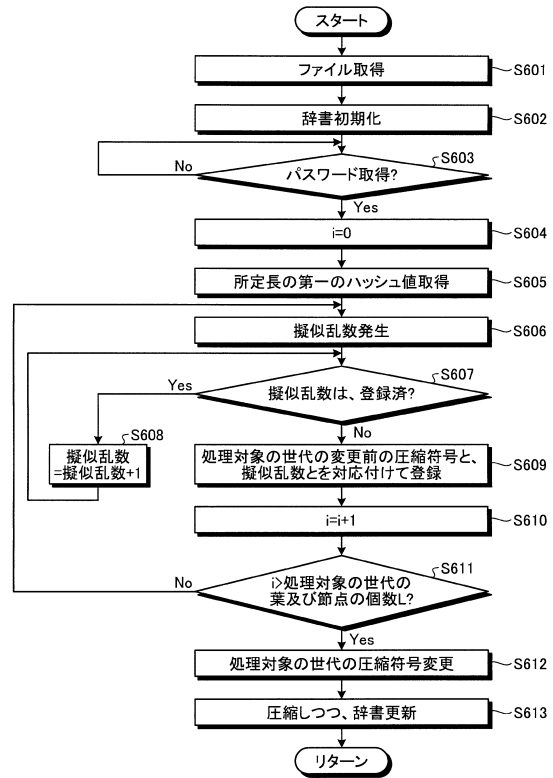 スタート
ファイル取得
S601
辞書初期化
S602
S603
パスワード取得?
No
Yes
i=0
S604
所定長の第一のハッシュ値取得
S605
擬似乱数発生
S606
S607
擬似乱数は、登録済?
Yes
No
S608
擬似乱数
=擬似乱数+1
処理対象の世代の変更前の圧縮符号と、
擬似乱数とを対応付けて登録
S609
i=i+1
S610
S611
i>処理対象の世代の
葉及び節点の個数L?
No
Yes
処理対象の世代の圧縮符号変更
S612
圧縮しつつ、辞書更新
S613
リターン